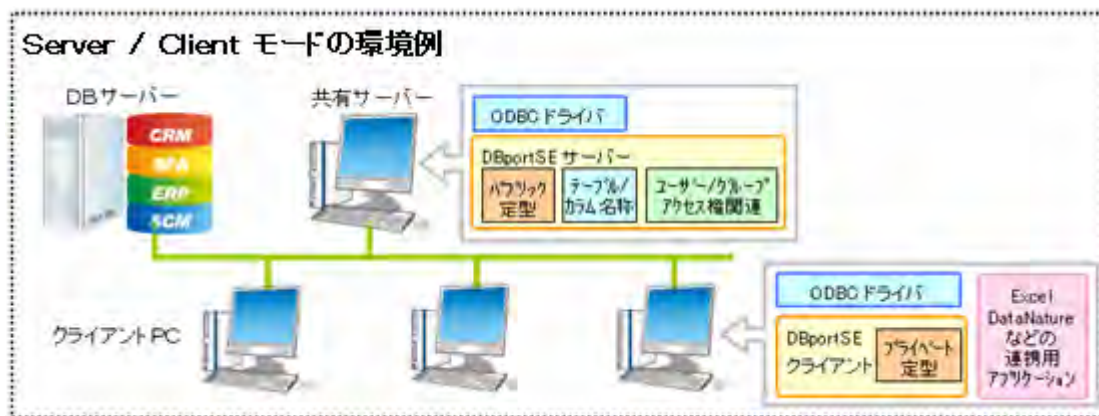 Server / Client モードの環境例
DBサーバー
共有サーバー
CRM
SFA
ERP
SCM
ODBCドライバ
DBportSE サーバー
パブリック
定型
テーブル/
カラム名称
ユーザー/グループ
アクセス権関連
クライアントPC
ODBCドライバ
DBportSE
クライアント
プライベート
定型
Excel
DataNature
などの
連携用
アプリケーション